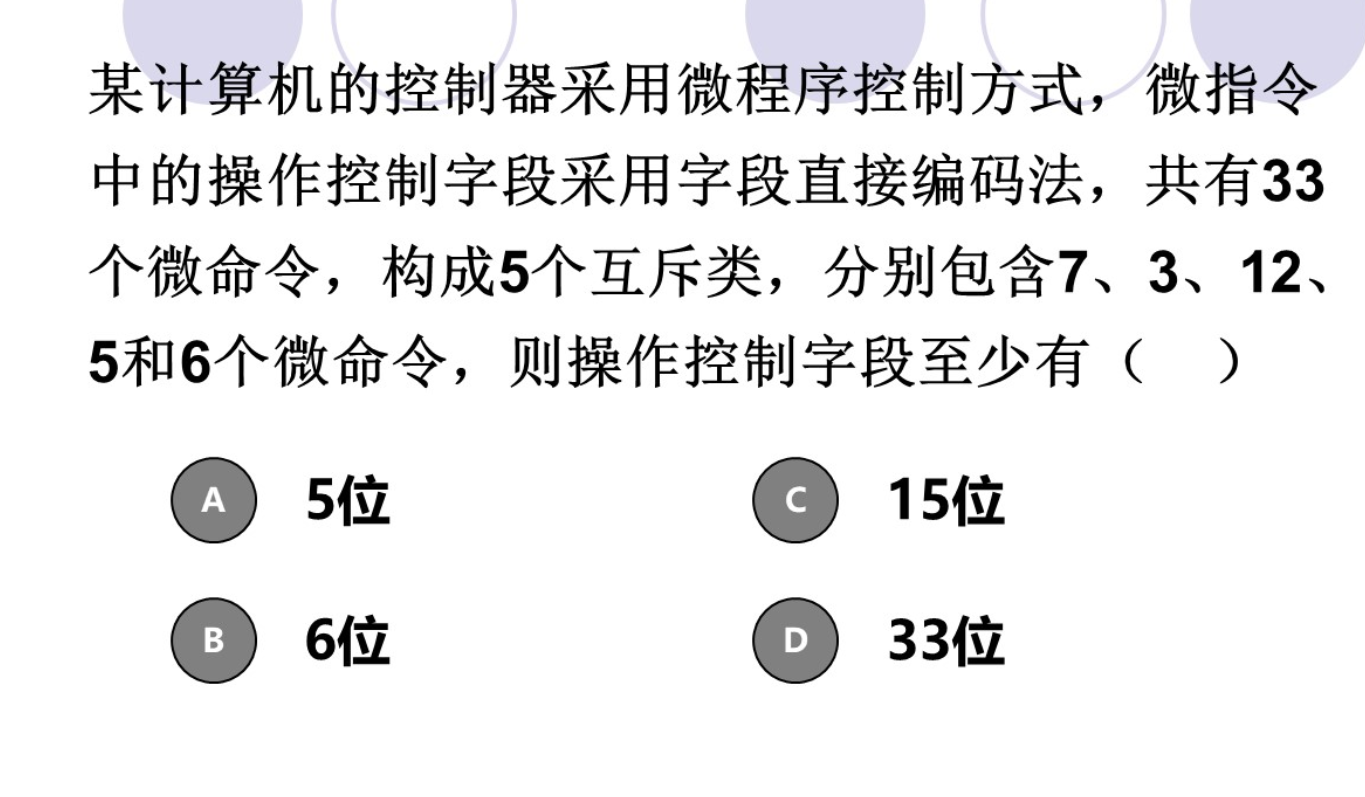 某计算机的控制器采用微程序控制方式，微指令
中的操作控制字段采用字段直接编码法，共有33
个微命令，构成5个互斥类，分别包含7、3、12、
5和6个微命令，则操作控制字段至少有（ ）
A 5位
C 15位
B 6位
D 33位